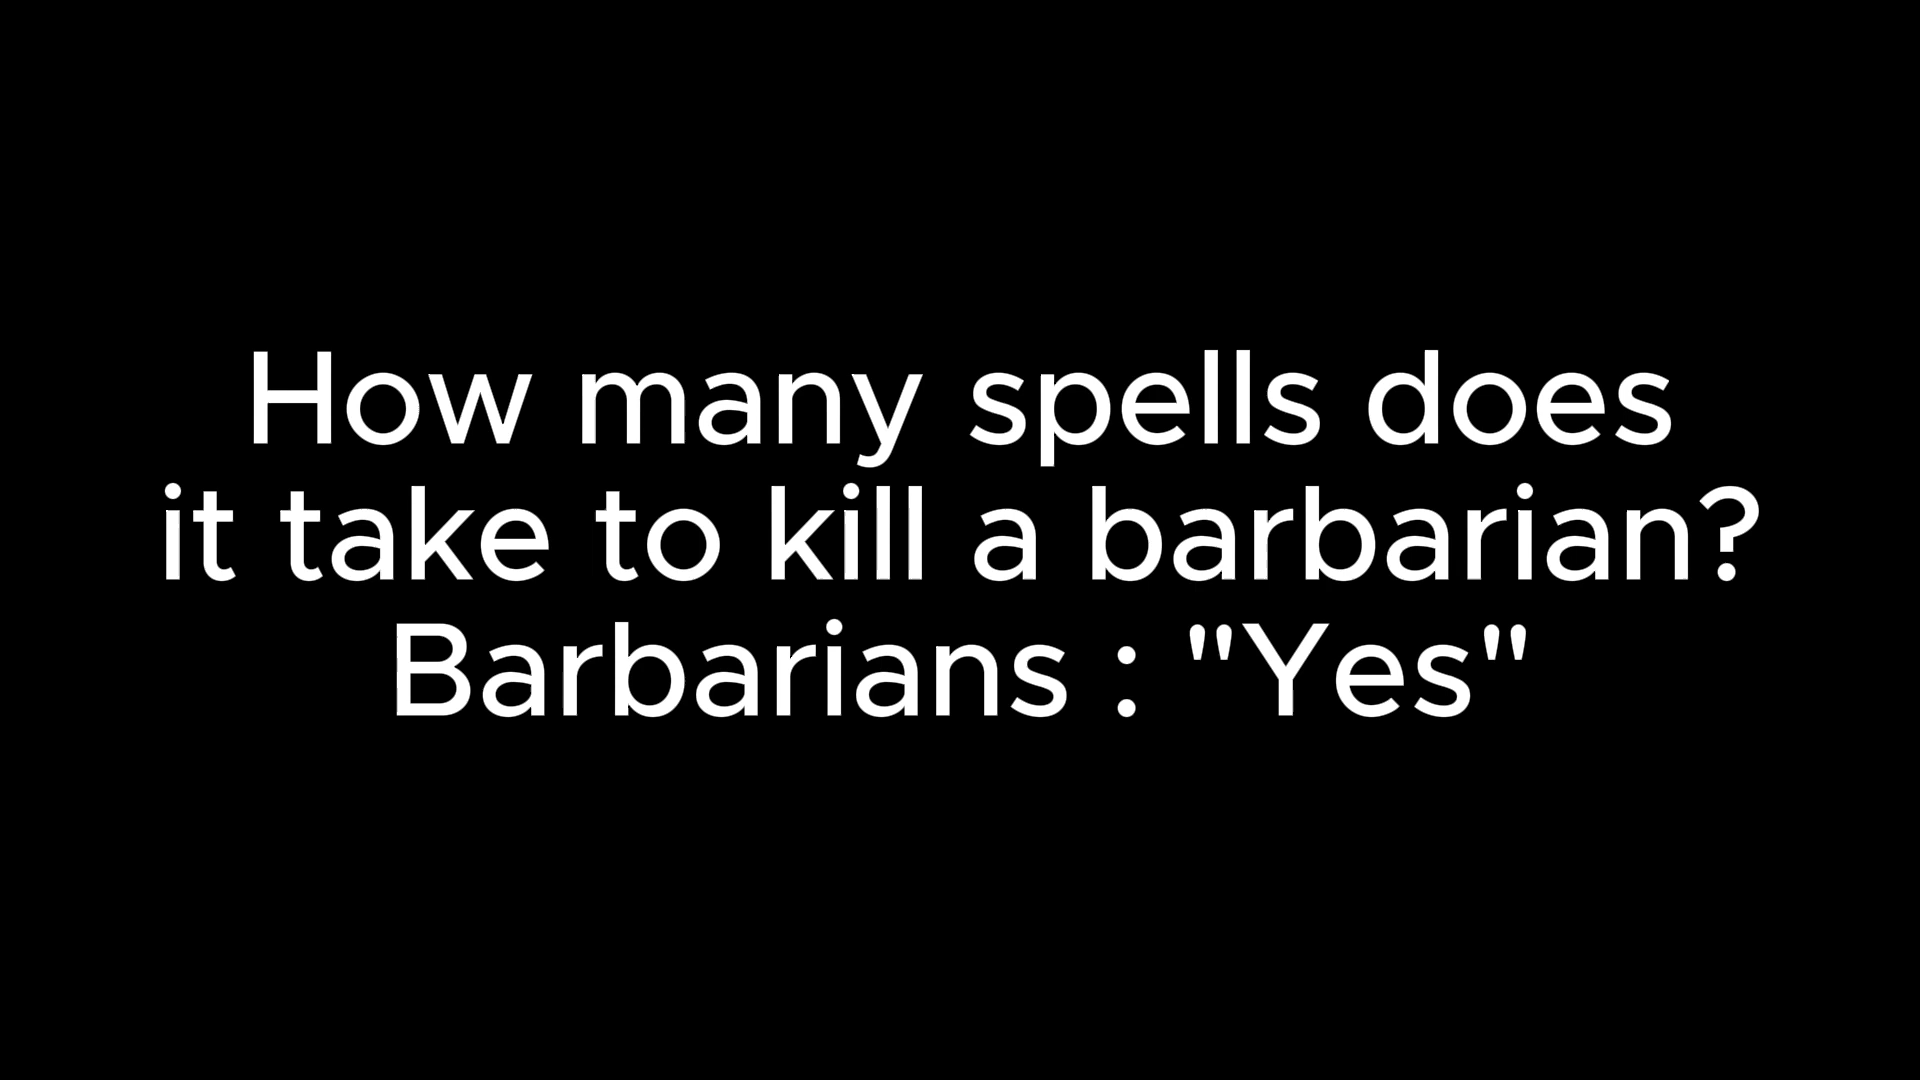 How many spells does
it take to kill a barbarian?
Barbarians : "Yes"